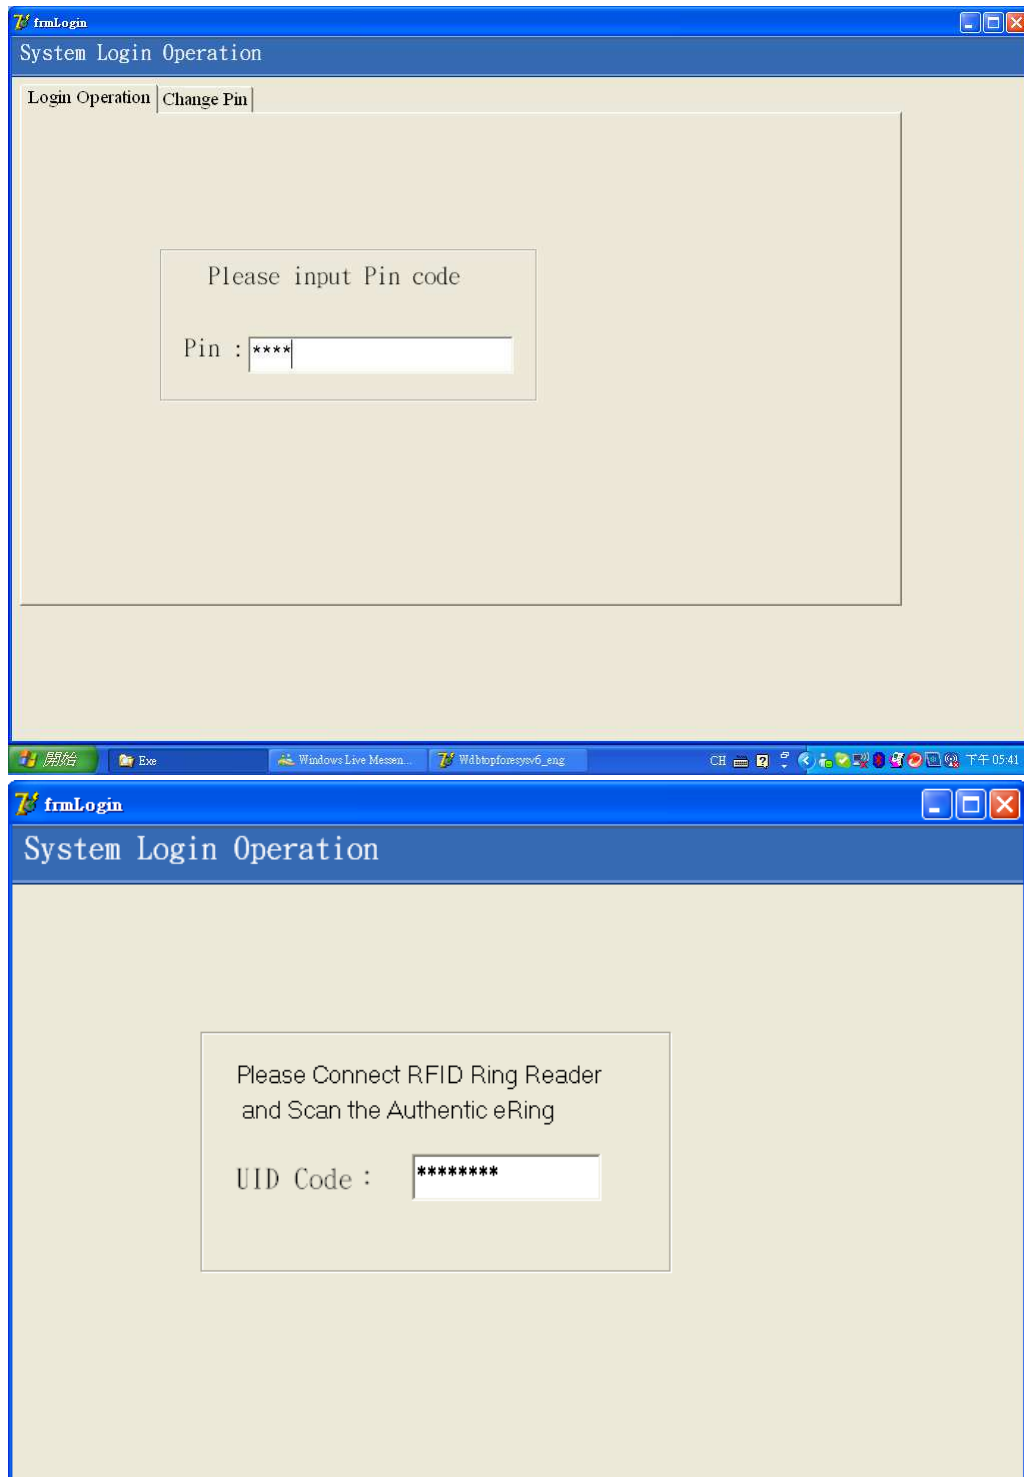 frmLogin
System Login Operation
Login Operation
Change Pin
Please input Pin code
Pin : ****
開始
Exe
Windows Live Messen...
Wdbtopforesysv6_eng
CH
下午 05:41
frmLogin
System Login Operation
Please Connect RFID Ring Reader
and Scan the Authentic eRing
UID Code : ********